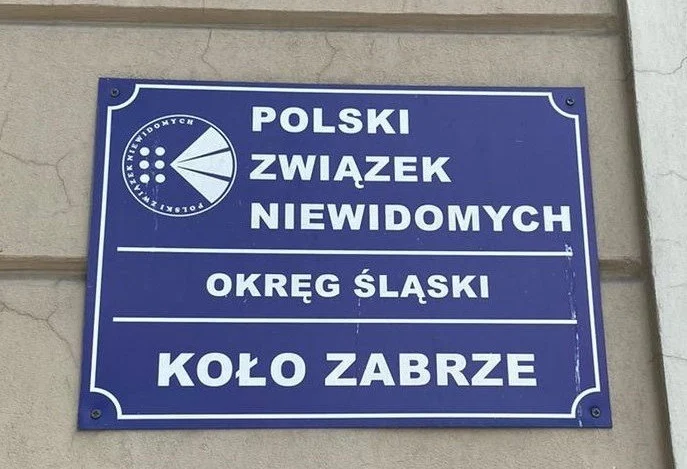 POLSKI ZWIĄZEK NIEWIDOMYCH
POLSKI
ZWIĄZEK
NIEWIDOMYCH
OKRĘG ŚLĄSKI
KOŁO ZABRZE